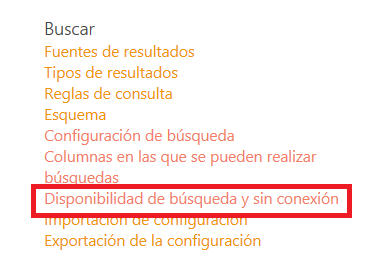 Buscar
Fuentes de resultados
Tipos de resultados
Reglas de consulta
Esquema
Configuración de búsqueda
Columnas en las que se pueden realizar
búsquedas
Disponibilidad de búsqueda y sin conexión
Importación de configuración
Exportación de la configuración